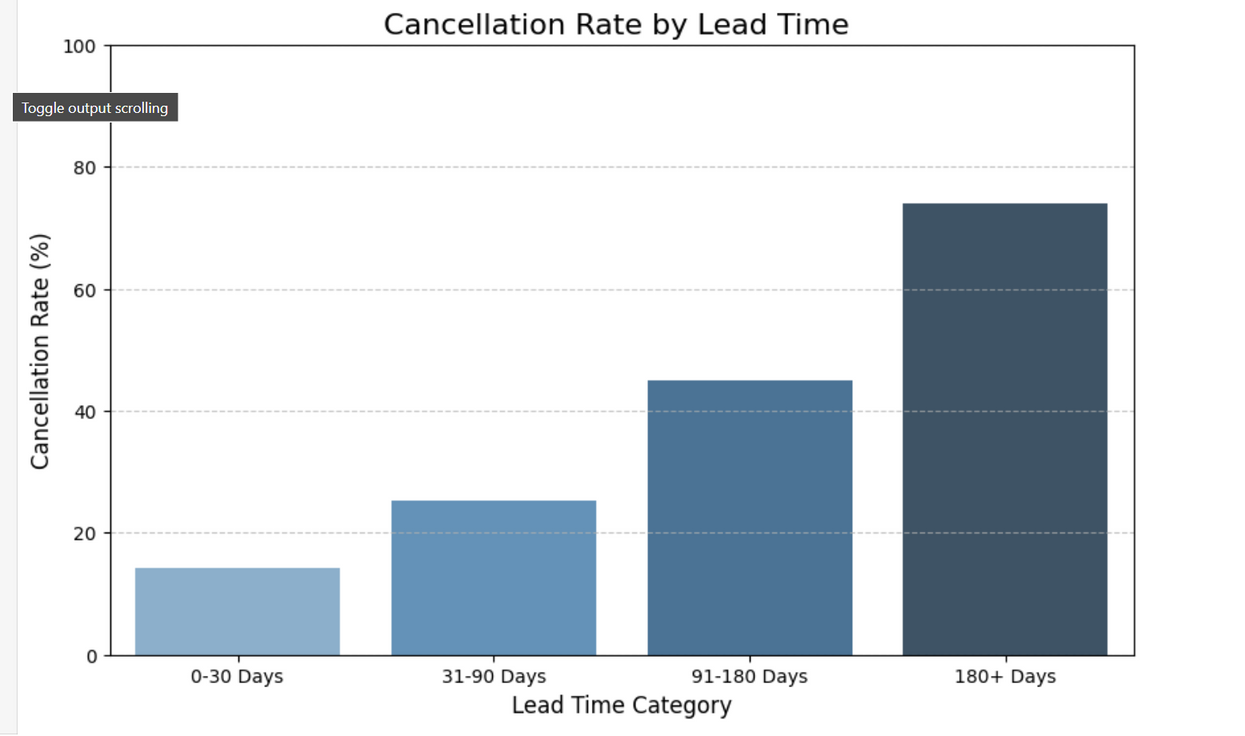 Cancellation Rate by Lead Time
100
Toggle output scrolling
80
60
40
20
0
Cancellation Rate (%)
0-30 Days 31-90 Days 91-180 Days 180+ Days
Lead Time Category